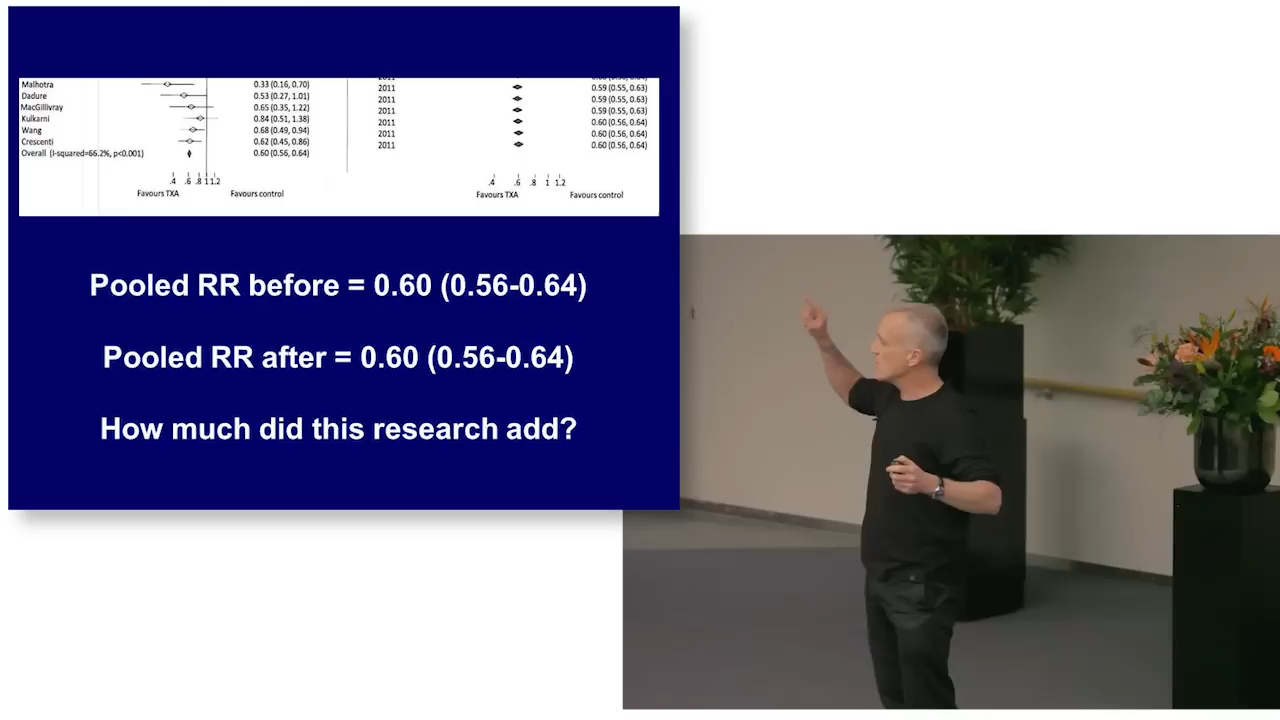 Malhotra 0.33 (0.16, 0.70) 2011 0.59 (0.55, 0.63)
Dadure 0.53 (0.27, 1.01) 2011 0.59 (0.55, 0.63)
MacGillivray 0.65 (0.35, 1.22) 2011 0.59 (0.55, 0.63)
Kulkarni 0.84 (0.51, 1.38) 2011 0.60 (0.56, 0.64)
Wang 0.68 (0.49, 0.94) 2011 0.60 (0.56, 0.64)
Crescenti 0.62 (0.45, 0.86) 2011 0.60 (0.56, 0.64)
Overall (I-squared=66.2%, p<0.001) 0.60 (0.56, 0.64)
.4 .6 .8 1 1.2 .4 .6 .8 1 1.2
Favours TXA Favours control Favours TXA Favours control
Pooled RR before = 0.60 (0.56-0.64)
Pooled RR after = 0.60 (0.56-0.64)
How much did this research add?